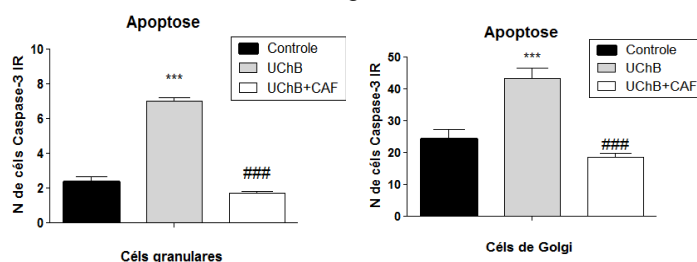 Apoptose
N de céls Caspase-3 IR
10
8
6
4
2
0
***
###
Controle
UChB
UChB+CAF
Céls granulares
Apoptose
N de céls Caspase-3 IR
50
40
30
20
10
0
***
###
Controle
UChB
UChB+CAF
Céls de Golgi